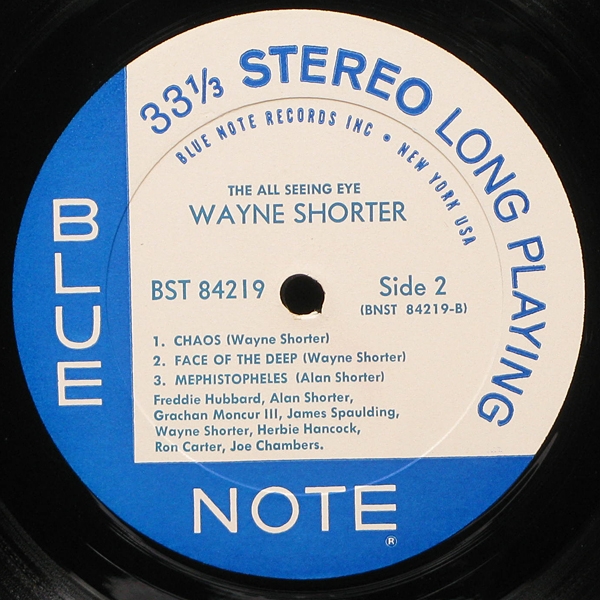 33⅓ STEREO LONG PLAYING
BLUE NOTE RECORDS INC • NEW YORK USA
THE ALL SEEING EYE
WAYNE SHORTER
BST 84219
Side 2
(BNST 84219-B)
1. CHAOS (Wayne Shorter)
2. FACE OF THE DEEP (Wayne Shorter)
3. MEPHISTOPHELES (Alan Shorter)
Freddie Hubbard, Alan Shorter,
Grachan Moncur III, James Spaulding,
Wayne Shorter, Herbie Hancock,
Ron Carter, Joe Chambers.
BLUE
NOTE
®